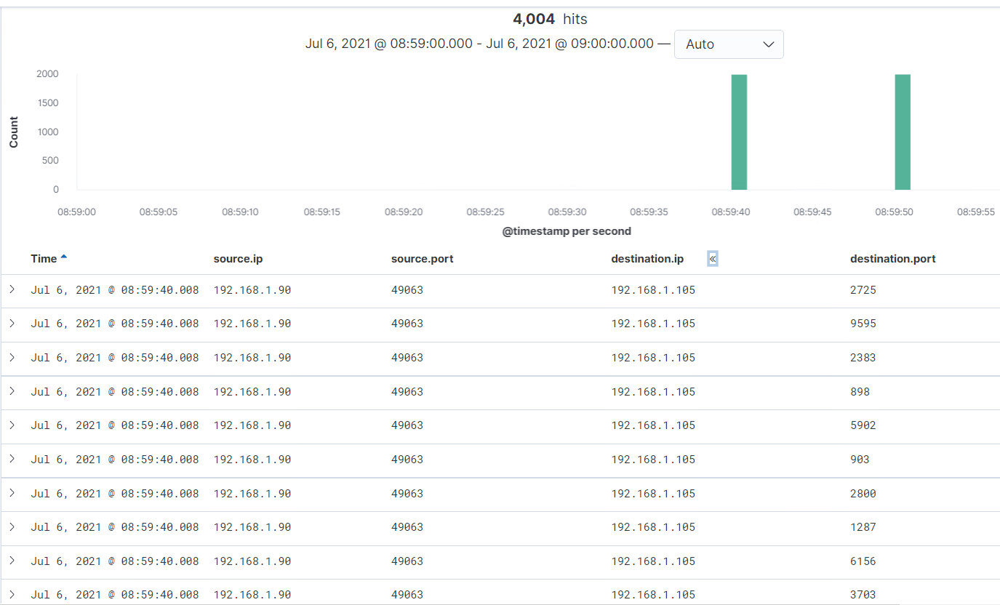 4,004 hits
Jul 6, 2021 @ 08:59:00.000 - Jul 6, 2021 @ 09:00:00.000 — Auto
2000
1500
1000
500
0
Count
08:59:00 08:59:05 08:59:10 08:59:15 08:59:20 08:59:25 08:59:30 08:59:35 08:59:40 08:59:45 08:59:50 08:59:55
@timestamp per second
Time source.ip source.port destination.ip « destination.port
> Jul 6, 2021 @ 08:59:40.008 192.168.1.90 49063 192.168.1.105 2725
> Jul 6, 2021 @ 08:59:40.008 192.168.1.90 49063 192.168.1.105 9595
> Jul 6, 2021 @ 08:59:40.008 192.168.1.90 49063 192.168.1.105 2383
> Jul 6, 2021 @ 08:59:40.008 192.168.1.90 49063 192.168.1.105 898
> Jul 6, 2021 @ 08:59:40.008 192.168.1.90 49063 192.168.1.105 5902
> Jul 6, 2021 @ 08:59:40.008 192.168.1.90 49063 192.168.1.105 903
> Jul 6, 2021 @ 08:59:40.008 192.168.1.90 49063 192.168.1.105 2800
> Jul 6, 2021 @ 08:59:40.008 192.168.1.90 49063 192.168.1.105 1287
> Jul 6, 2021 @ 08:59:40.008 192.168.1.90 49063 192.168.1.105 6156
> Jul 6, 2021 @ 08:59:40.008 192.168.1.90 49063 192.168.1.105 3703